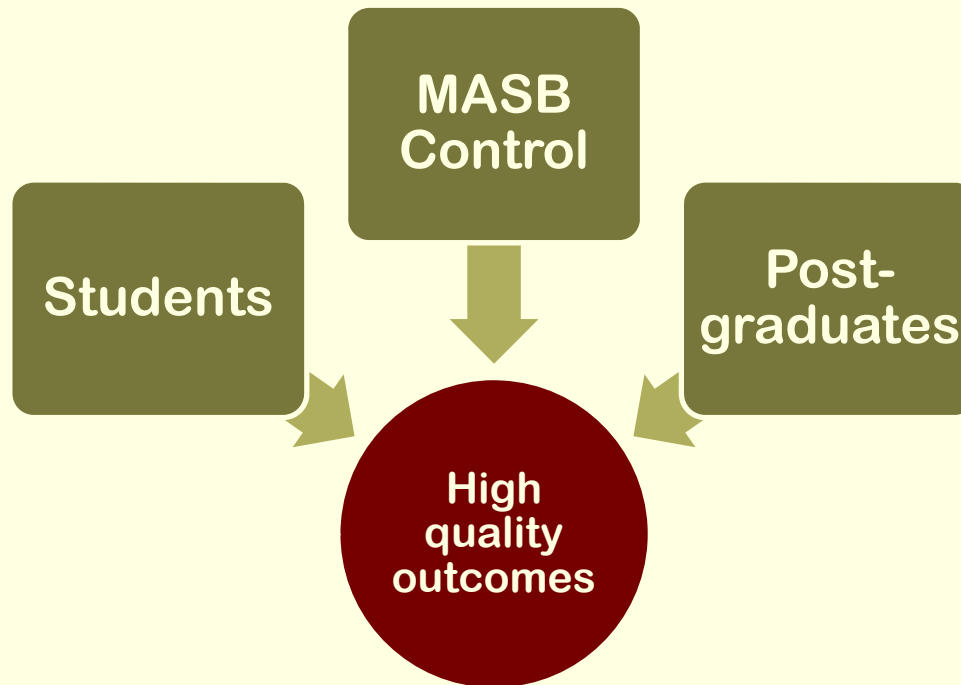 MASB
Control
Students
Post-
graduates
High
quality
outcomes